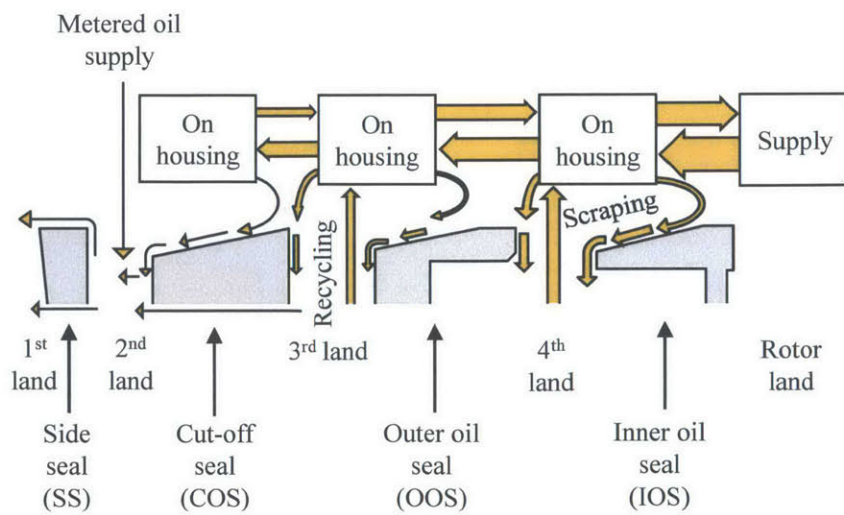 Metered oil
supply
On
housing
On
housing
On
housing
Supply
Scraping
Recycling
1st
land
2nd
land
3rd land
4th
land
Rotor
land
Side
seal
(SS)
Cut-off
seal
(COS)
Outer oil
seal
(OOS)
Inner oil
seal
(IOS)